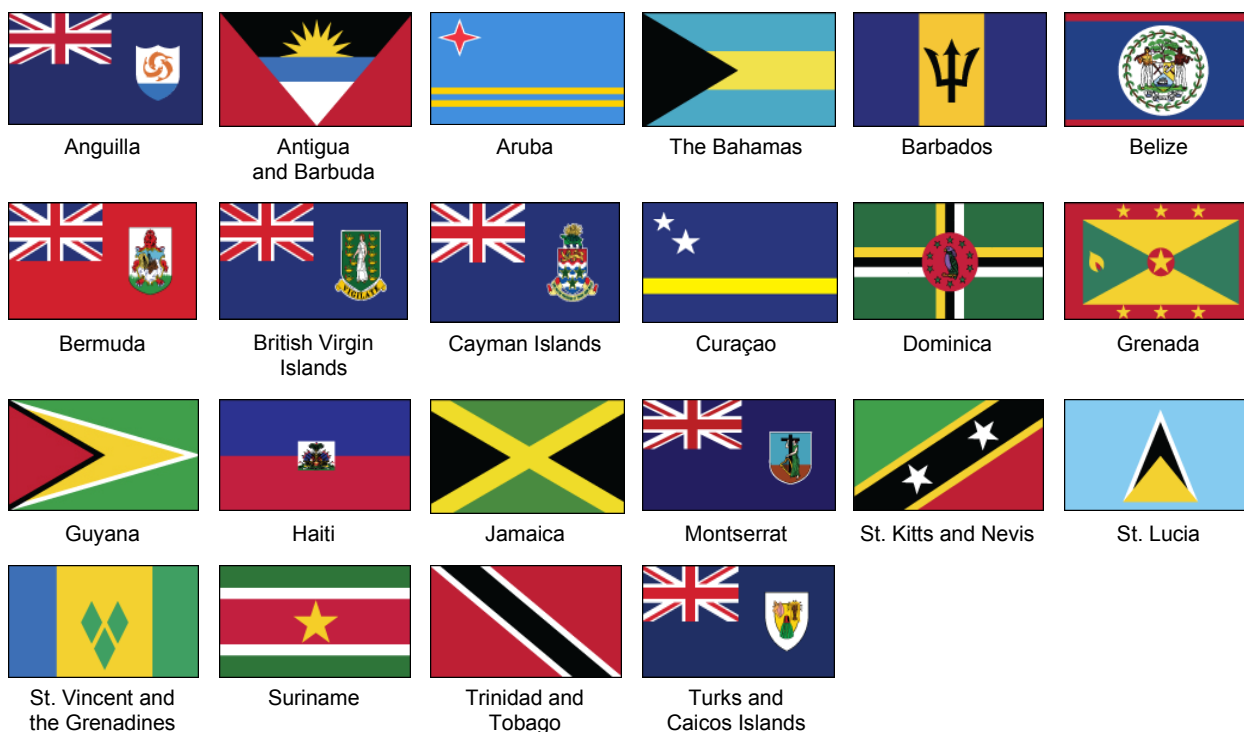 Anguilla
Antigua
and Barbuda
Aruba
The Bahamas
Barbados
Belize
VIGILATE
Bermuda
British Virgin
Islands
Cayman Islands
Curaçao
Dominica
Grenada
Guyana
Haiti
Jamaica
Montserrat
St. Kitts and Nevis
St. Lucia
St. Vincent and
the Grenadines
Suriname
Trinidad and
Tobago
Turks and
Caicos Islands